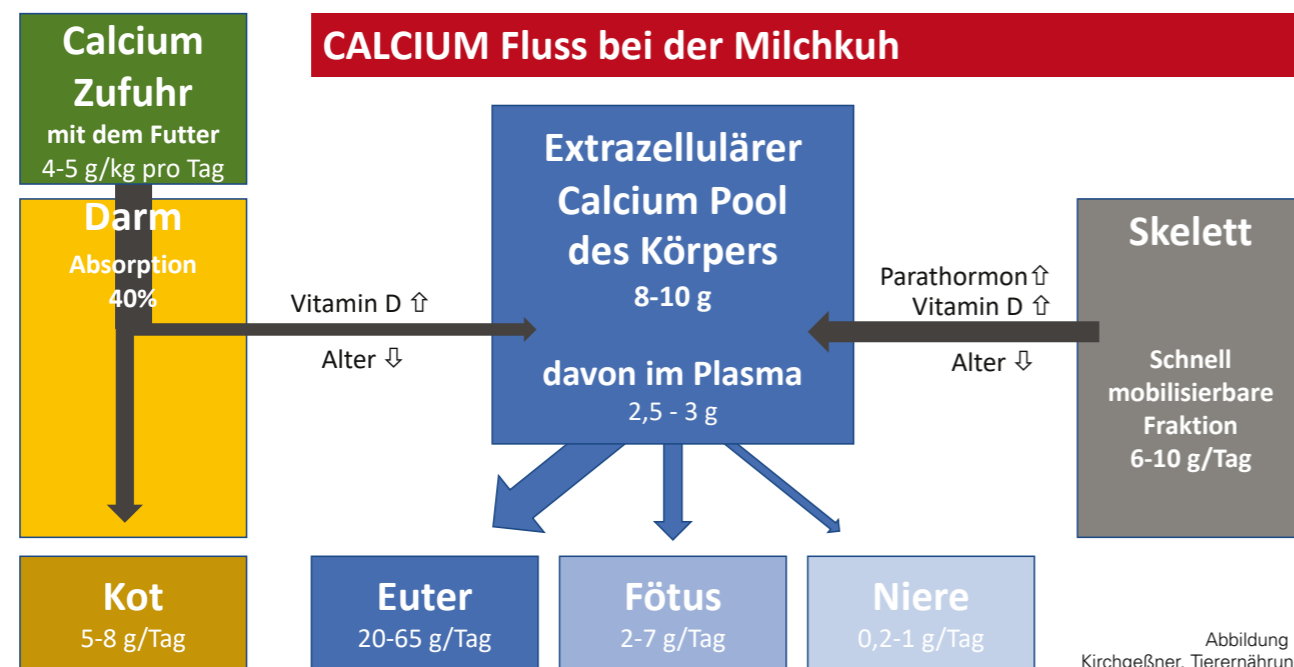 CALCIUM Fluss bei der Milchkuh
Calcium
Zufuhr
mit dem Futter
4-5 g/kg pro Tag
Darm
Absorption
40%
Vitamin D ⇧
Alter ⇩
Extrazellulärer
Calcium Pool
des Körpers
8-10 g
davon im Plasma
2,5 - 3 g
Parathormon⇧
Vitamin D ⇧
Alter ⇩
Skelett
Schnell
mobilisierbare
Fraktion
6-10 g/Tag
Kot
5-8 g/Tag
Euter
20-65 g/Tag
Fötus
2-7 g/Tag
Niere
0,2-1 g/Tag
Abbildung
Kirchgeßner, Tierernährun